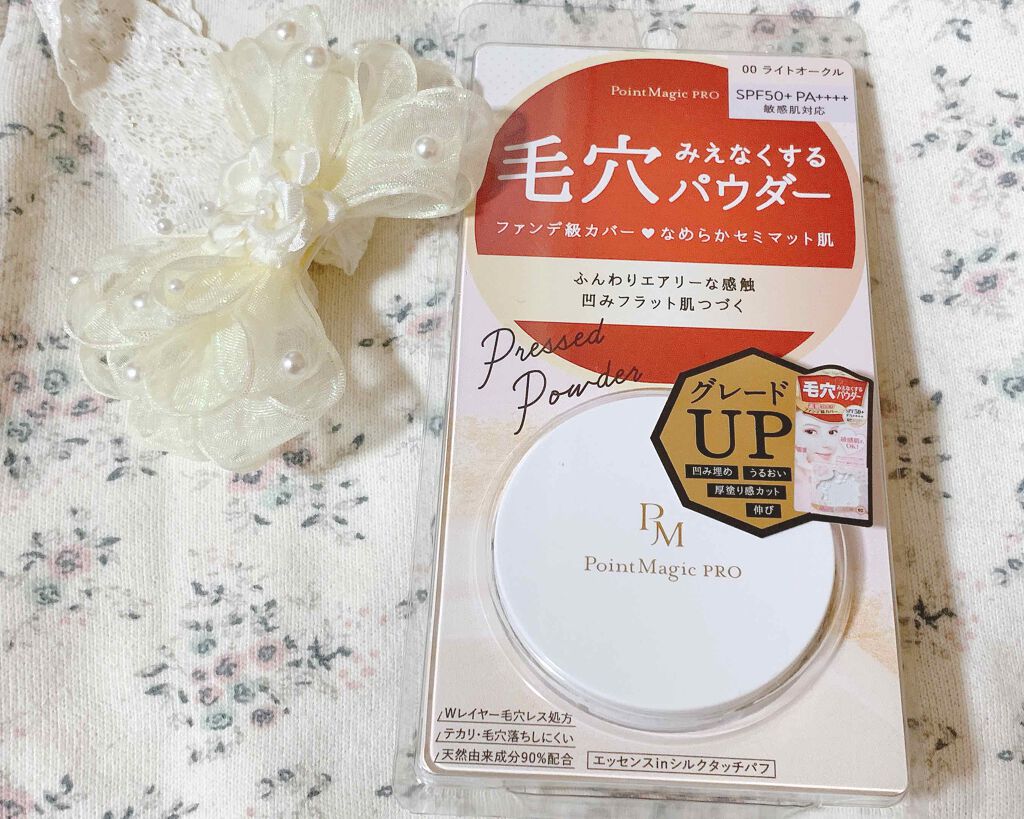 00 ライトオークル
SPF50+ PA++++
敏感肌対応
PointMagic PRO
毛穴 みえなくする
パウダー
ファンデ級カバー♥なめらかセミマット肌
ふんわりエアリーな感触
凹みフラット肌つづく
Pressed
Powder
グレード
UP
凹み埋め うるおい
厚塗り感カット
伸び
毛穴 みえなくする
パウダー
PM
PointMagic PRO
Wレイヤー毛穴レス処方
テカリ・毛穴落ちしにくい
天然由来成分90%配合
エッセンスinシルクタッチパフ